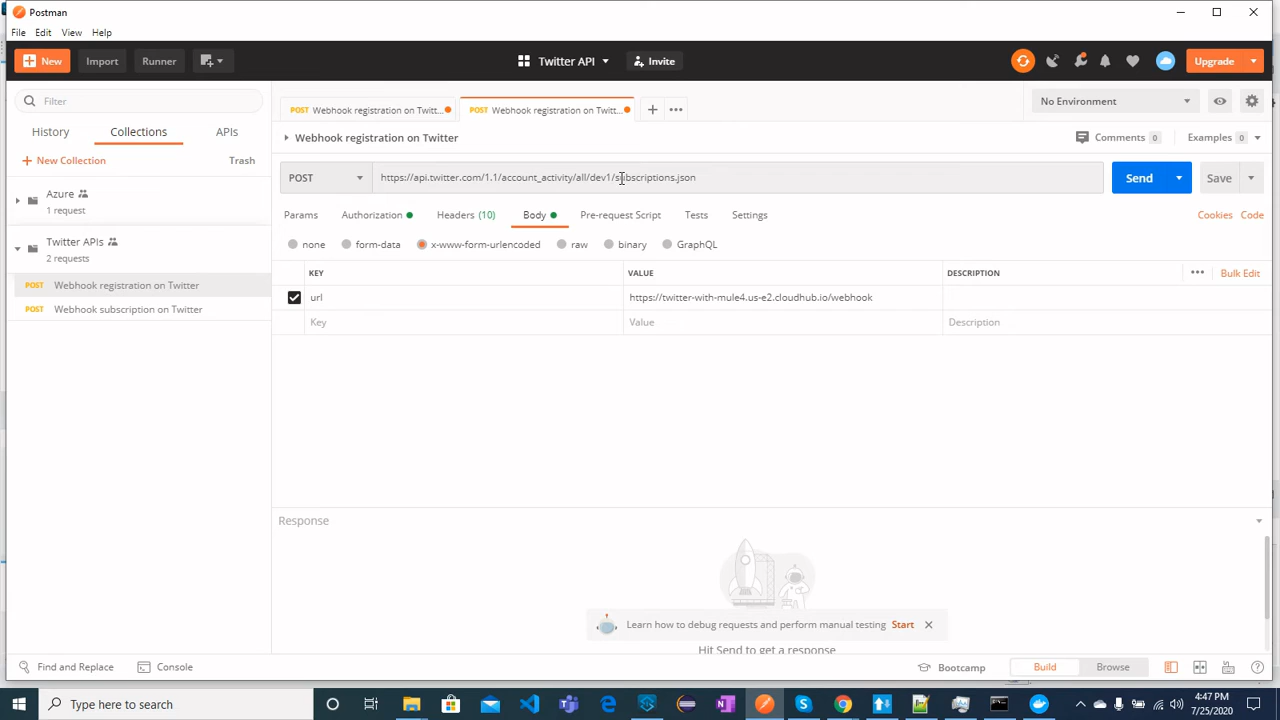 Postman
File Edit View Help
New Import Runner Twitter API Invite Upgrade
Filter
History Collections APIs
New Collection Trash
Azure
1 request
Twitter APIs
2 requests
POST Webhook registration on Twitter
POST Webhook subscription on Twitter
POST Webhook registration on Twitt... POST Webhook registration on Twitt... No Environment
Webhook registration on Twitter Comments 0 Examples 0
POST https://api.twitter.com/1.1/account_activity/all/dev1/subscriptions.json Send Save
Params Authorization Headers (10) Body Pre-request Script Tests Settings Cookies Code
none form-data x-www-form-urlencoded raw binary GraphQL
KEY VALUE DESCRIPTION Bulk Edit
url https://twitter-with-mule4.us-e2.cloudhub.io/webhook
Key Value Description
Response
Learn how to debug requests and perform manual testing Start
Hit Send to get a response
Find and Replace Console Bootcamp Build Browse
Type here to search
4:47 PM
7/25/2020